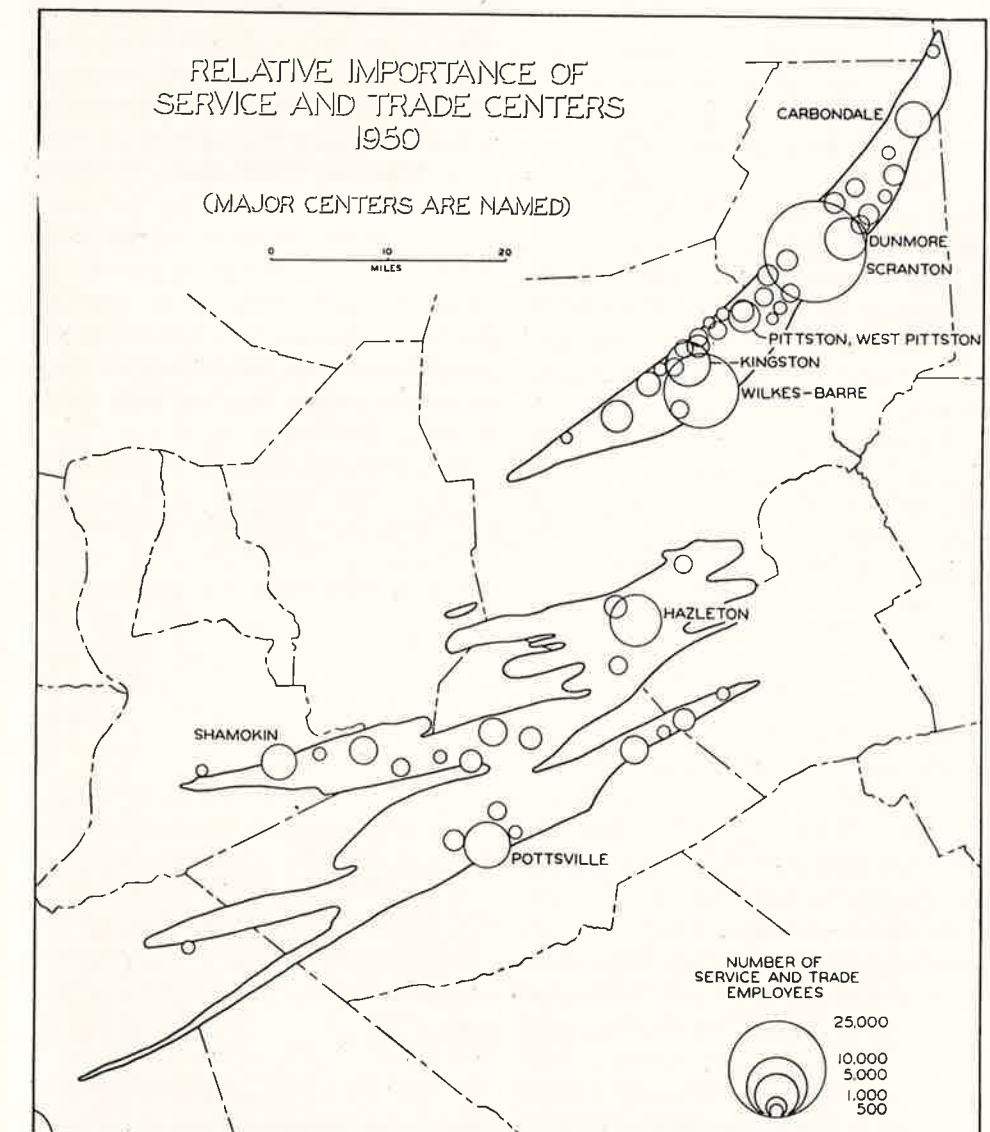 RELATIVE IMPORTANCE OF
SERVICE AND TRADE CENTERS
1950
(MAJOR CENTERS ARE NAMED)
0 10 20
MILES
CARBONDALE
DUNMORE
SCRANTON
PITTSTON, WEST PITTSTON
KINGSTON
WILKES-BARRE
HAZLETON
SHAMOKIN
POTTSVILLE
NUMBER OF
SERVICE AND TRADE
EMPLOYEES
25,000
10,000
5,000
1,000
500